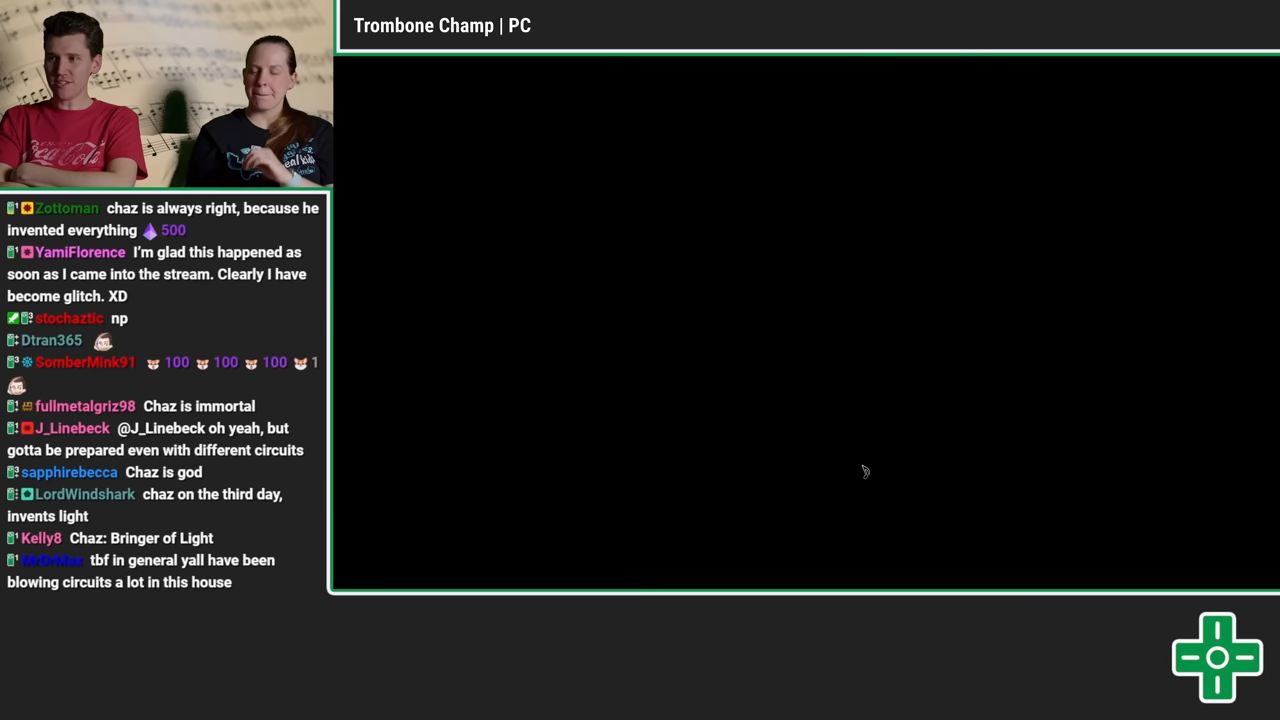 Trombone Champ | PC
ENJOY
Coca-Cola
Zottoman chaz is always right, because he
invented everything 500
YamiFlorence I'm glad this happened as
soon as I came into the stream. Clearly I have
become glitch. XD
stochaztic np
Dtran365
SomberMink91 100 100 100 1
fullmetalgriz98 Chaz is immortal
J_Linebeck @J_Linebeck oh yeah, but
gotta be prepared even with different circuits
sapphirebecca Chaz is god
LordWindshark chaz on the third day,
invents light
Kelly8 Chaz: Bringer of Light
MrDrMax tbf in general yall have been
blowing circuits a lot in this house